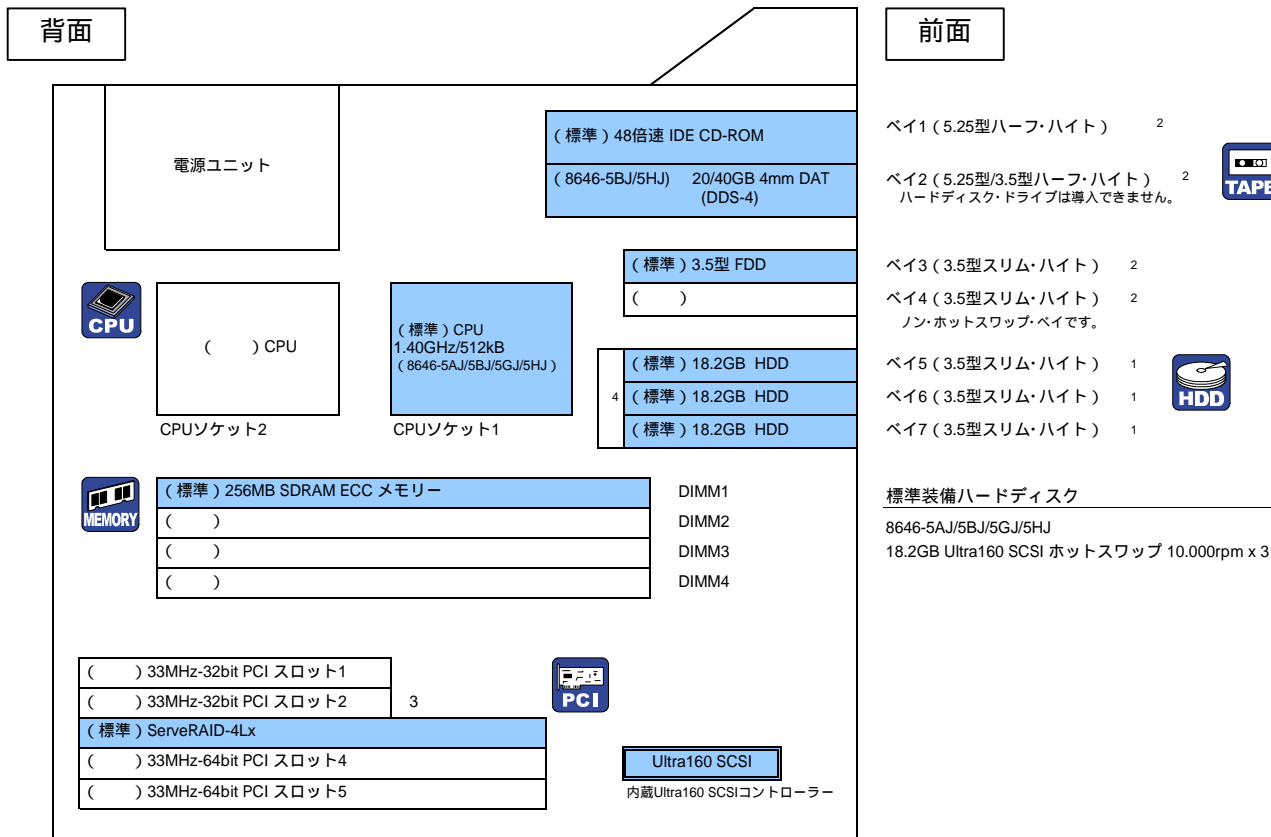 背面
前面
電源ユニット
(標準)48倍速 IDE CD-ROM
(8646-5BJ/5HJ) 20/40GB 4mm DAT
(DDS-4)
ベイ1(5.25型ハーフ・ハイト) 2
ベイ2(5.25型/3.5型ハーフ・ハイト) 2
ハードディスク・ドライブは導入できません。
TAPE
(標準)3.5型 FDD
( )
ベイ3(3.5型スリム・ハイト) 2
ベイ4(3.5型スリム・ハイト) 2
ノン・ホットスワップ・ベイです。
CPU
( )CPU
CPUソケット2
(標準)CPU
1.40GHz/512kB
(8646-5AJ/5BJ/5GJ/5HJ)
CPUソケット1
4
(標準)18.2GB HDD
(標準)18.2GB HDD
(標準)18.2GB HDD
ベイ5(3.5型スリム・ハイト) 1
ベイ6(3.5型スリム・ハイト) 1
ベイ7(3.5型スリム・ハイト) 1
HDD
MEMORY
(標準)256MB SDRAM ECC メモリー DIMM1
( ) DIMM2
( ) DIMM3
( ) DIMM4
標準装備ハードディスク
8646-5AJ/5BJ/5GJ/5HJ
18.2GB Ultra160 SCSI ホットスワップ 10.000rpm x 3
( )33MHz-32bit PCI スロット1
( )33MHz-32bit PCI スロット2 3
(標準)ServeRAID-4Lx
( )33MHz-64bit PCI スロット4
( )33MHz-64bit PCI スロット5
PCI
Ultra160 SCSI
内蔵Ultra160 SCSIコントローラー